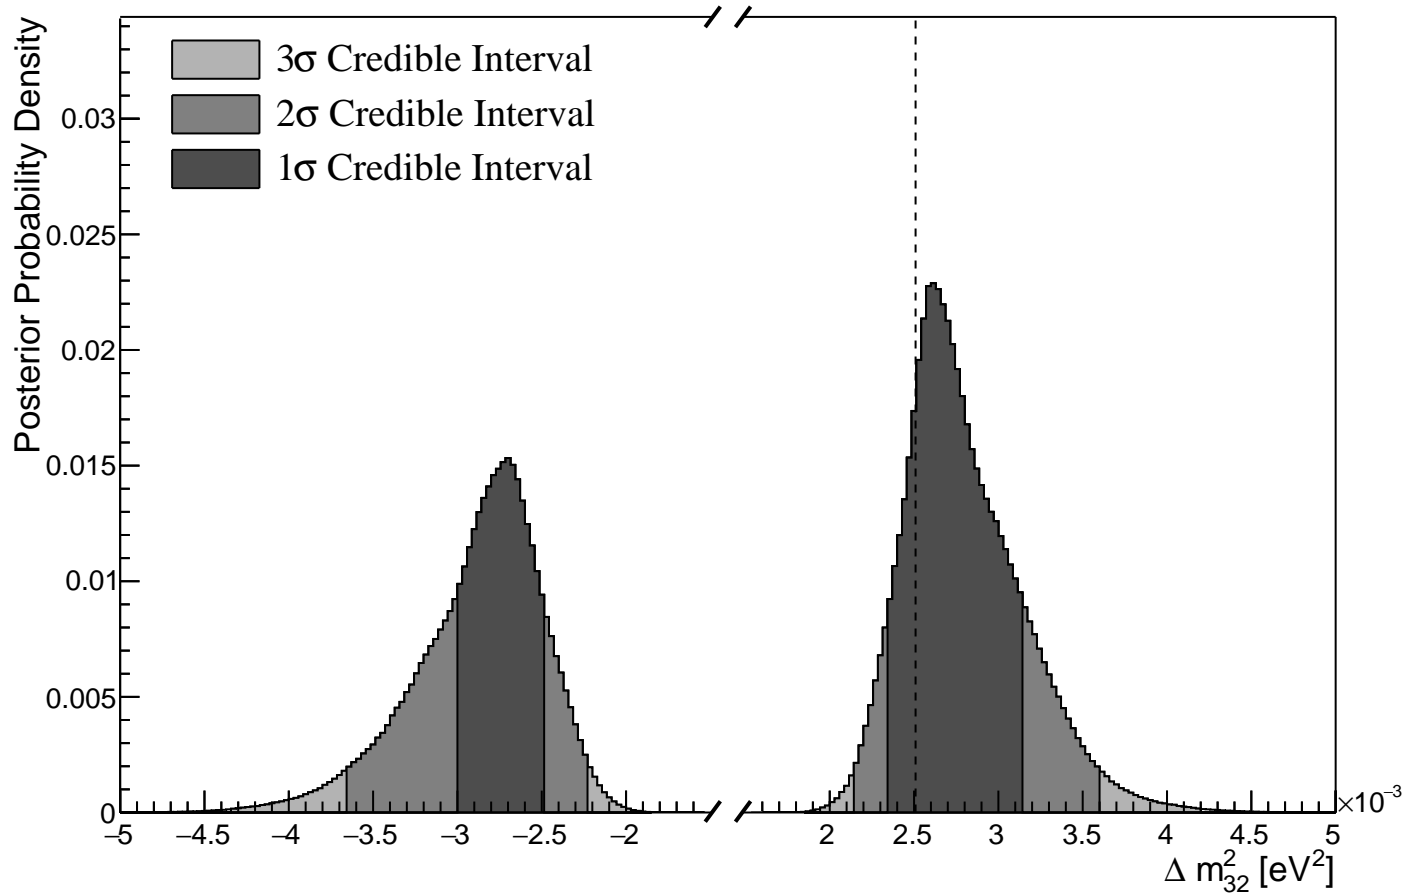 Posterior Probability Density
3σ Credible Interval
2σ Credible Interval
1σ Credible Interval
0.03
0.025
0.02
0.015
0.01
0.005
0
-5 −4.5 −4 −3.5 −3 −2.5 −2 2 2.5 3 3.5 4 4.5 5
×10⁻³
Δ m²₃₂ [eV²]